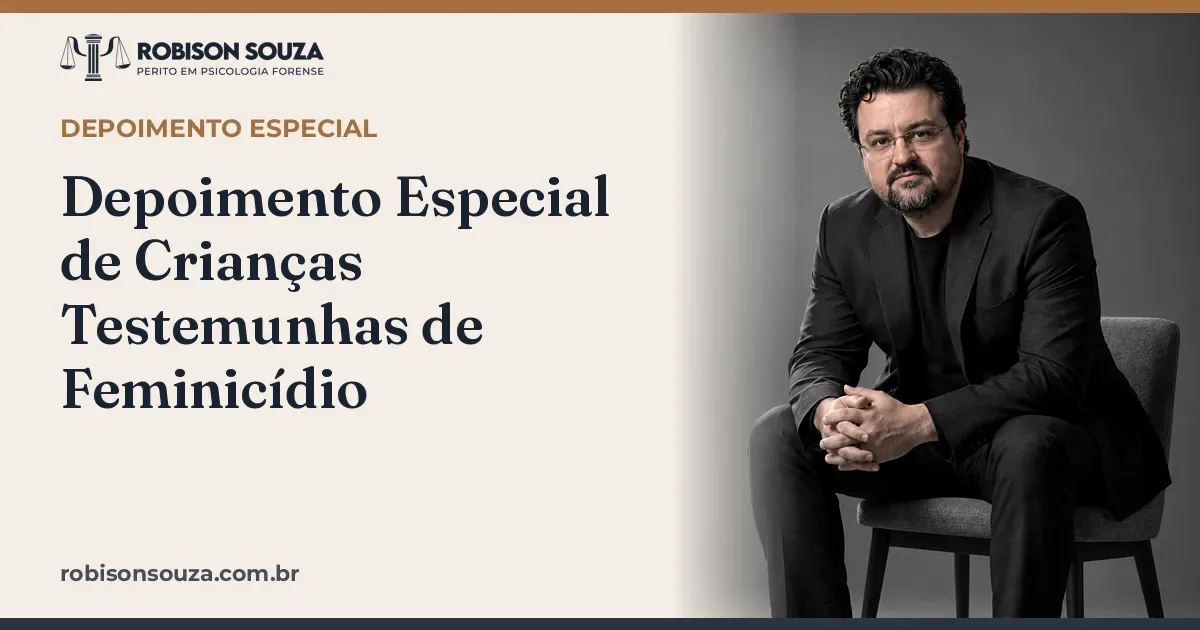 ROBISON SOUZA
PERITO EM PSICOLOGIA FORENSE
DEPOIMENTO ESPECIAL
Depoimento Especial
de Crianças
Testemunhas de
Feminicídio
robisonsouza.com.br